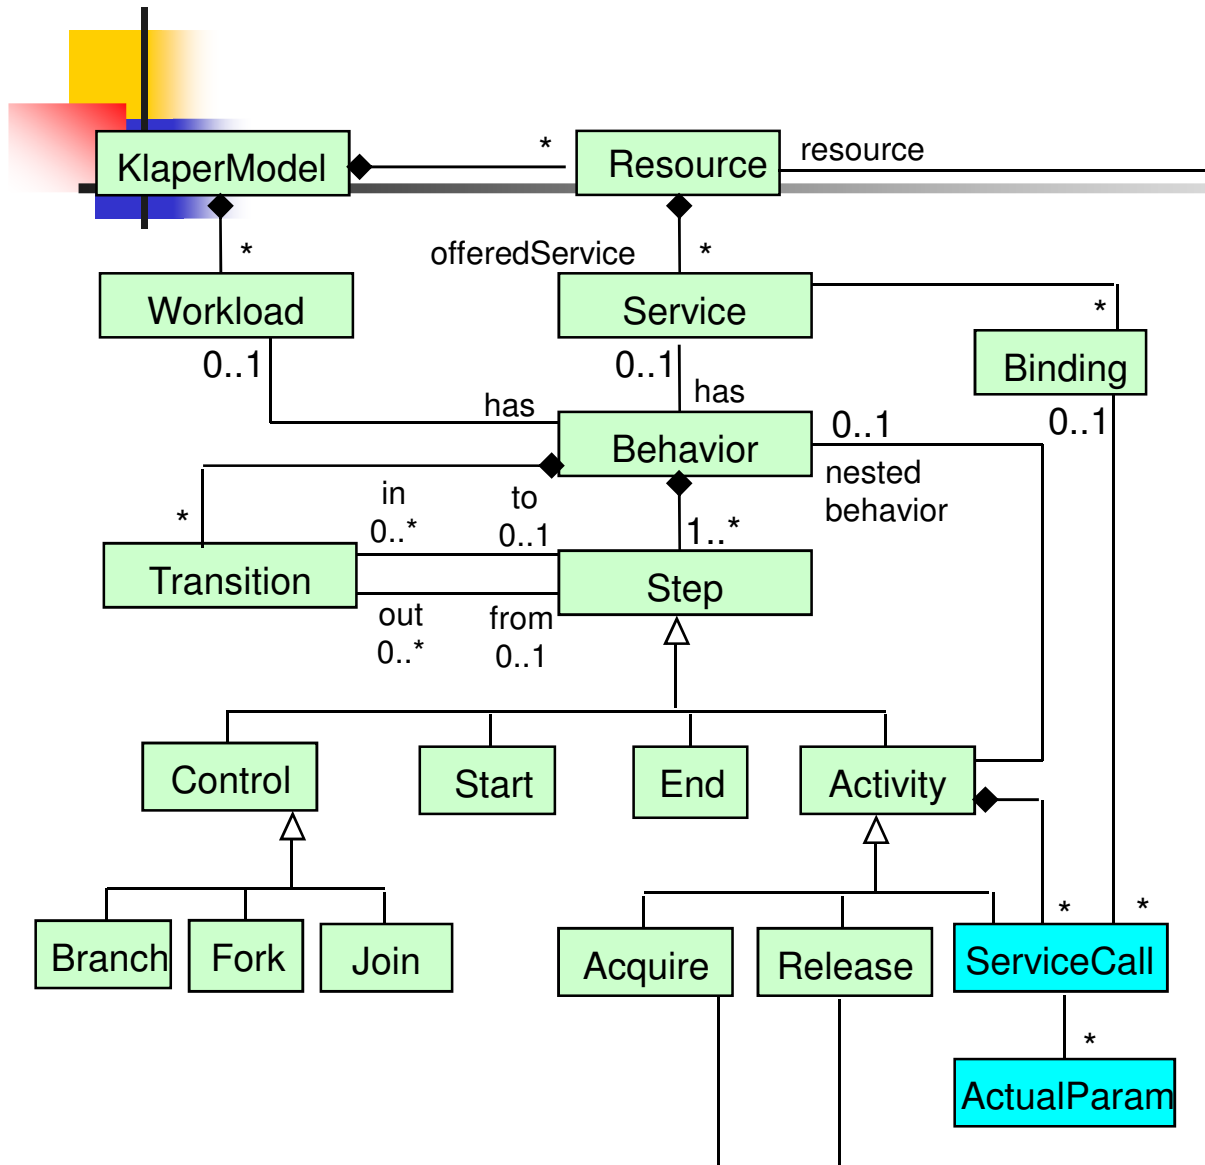 KlaperModel
*
Resource
resource
*
offeredService
*
Workload
Service
*
0..1
0..1
Binding
has
has
0..1
Behavior
0..1
nested
behavior
in
to
*
0..*
0..1
1..*
Transition
Step
out
from
0..*
0..1
Control
Start
End
Activity
*
*
Branch
Fork
Join
Acquire
Release
ServiceCall
*
ActualParam